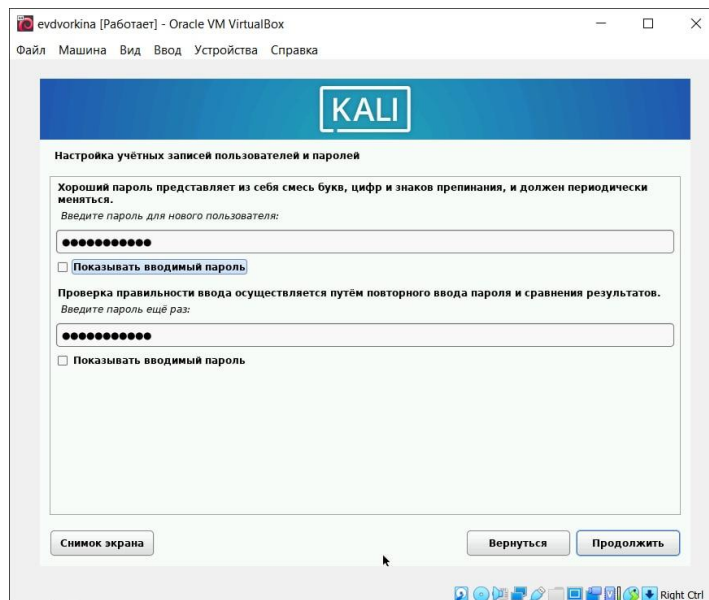 evdvorkina [Работает] - Oracle VM VirtualBox
Файл Машина Вид Ввод Устройства Справка
KALI
Настройка учётных записей пользователей и паролей
Хороший пароль представляет из себя смесь букв, цифр и знаков препинания, и должен периодически
меняться.
Введите пароль для нового пользователя:
●●●●●●●●●●●
Показывать вводимый пароль
Проверка правильности ввода осуществляется путём повторного ввода пароля и сравнения результатов.
Введите пароль ещё раз:
●●●●●●●●●●●
Показывать вводимый пароль
Снимок экрана Вернуться Продолжить
Right Ctrl